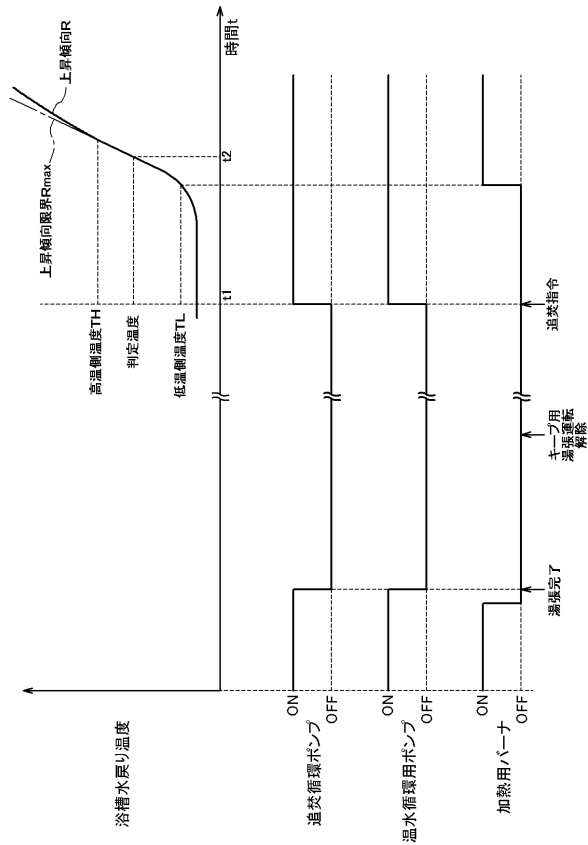 浴槽水戻り温度
上昇傾向限界Rmax
上昇傾向R
高温側温度TH
判定温度
低温側温度TL
t1
t2
時間t
追焚循環ポンプ
ON
OFF
温水循環用ポンプ
ON
OFF
加熱用バーナ
ON
OFF
湯張完了
キープ用
湯張運転
解除
追焚指令